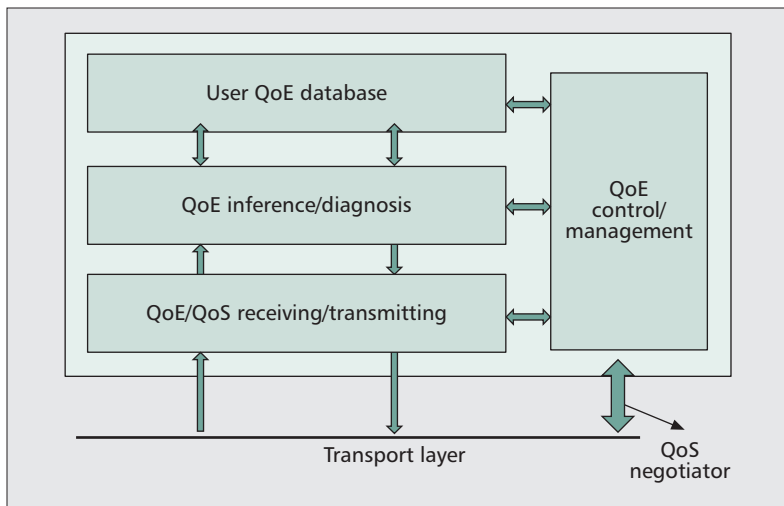 User QoE database
QoE inference/diagnosis
QoE
control/
management
QoE/QoS receiving/transmitting
Transport layer
QoS
negotiator